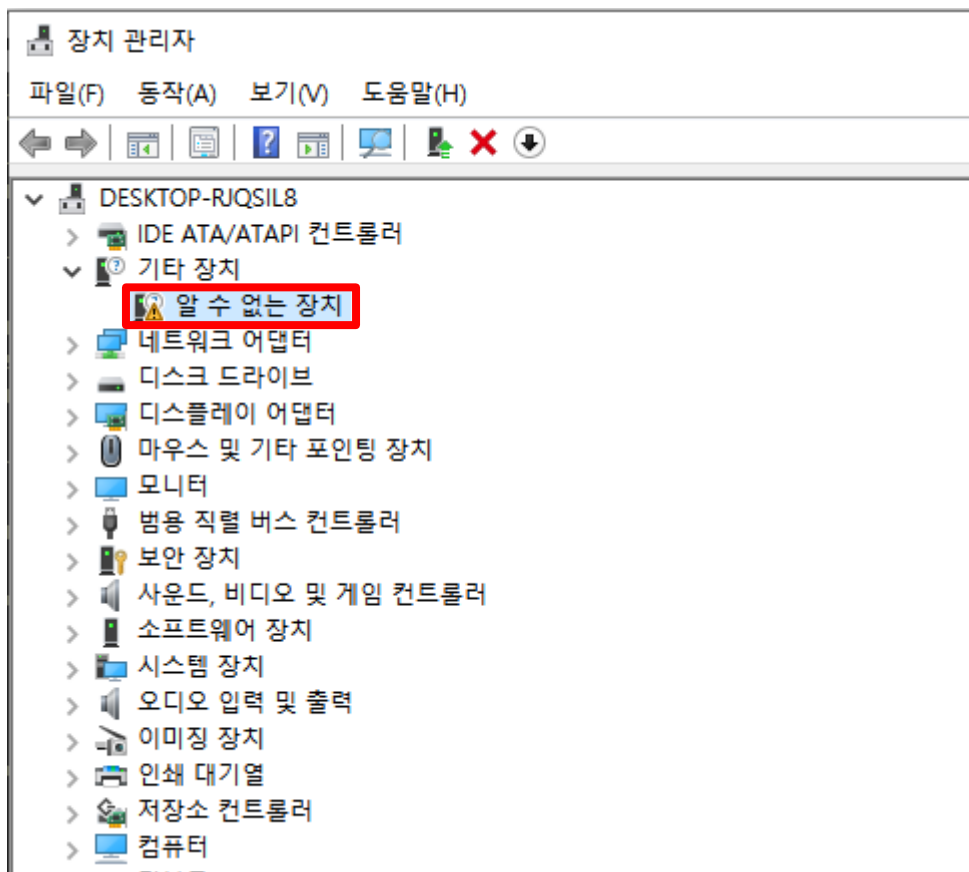 장치 관리자
파일(F) 동작(A) 보기(V) 도움말(H)
DESKTOP-RJQSIL8
IDE ATA/ATAPI 컨트롤러
기타 장치
알 수 없는 장치
네트워크 어댑터
디스크 드라이브
디스플레이 어댑터
마우스 및 기타 포인팅 장치
모니터
범용 직렬 버스 컨트롤러
보안 장치
사운드, 비디오 및 게임 컨트롤러
소프트웨어 장치
시스템 장치
오디오 입력 및 출력
이미징 장치
인쇄 대기열
저장소 컨트롤러
컴퓨터